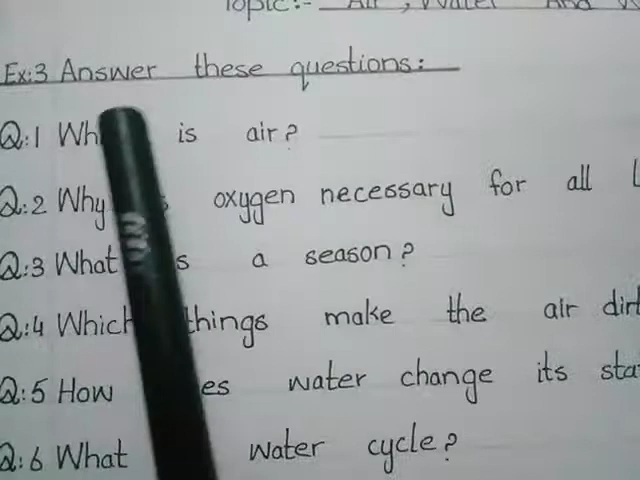 Topic:- Air, Water And
Ex:3 Answer these questions:
Q:1 Wh is air?
Q:2 Why oxygen necessary for all
Q:3 What s a season?
Q:4 Which things make the air dirt
Q:5 How es water change its sta
Q:6 What water cycle?